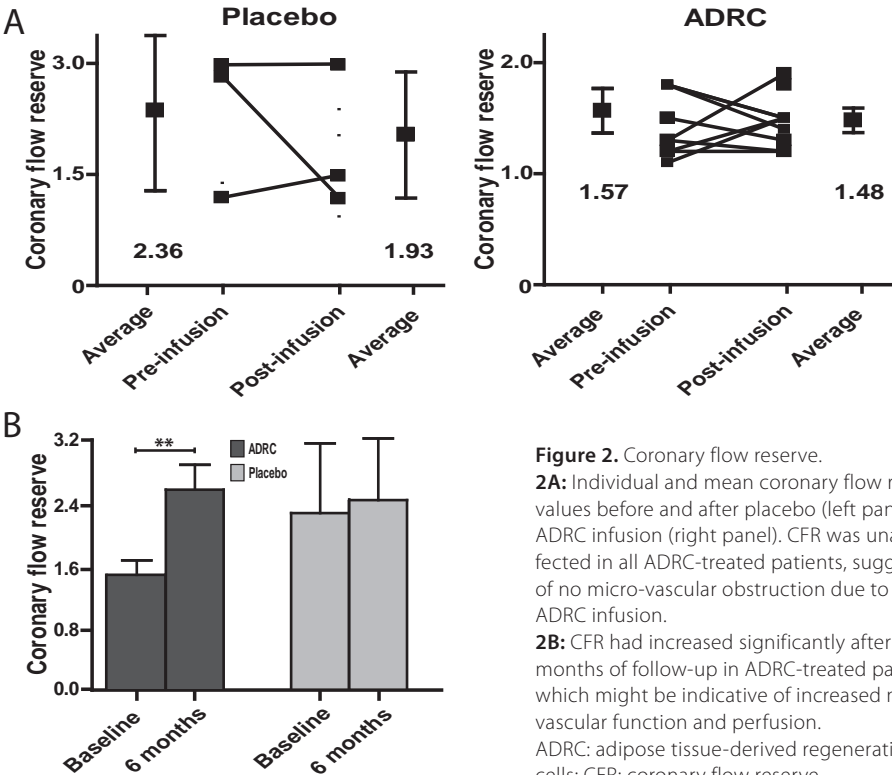 A
Placebo
ADRC
Coronary flow reserve
3.0
1.5
0
2.36
1.93
Average
Pre-infusion
Post-infusion
Average
Coronary flow reserve
2.0
1.0
0
1.57
1.48
Average
Pre-infusion
Post-infusion
Average
B
Coronary flow reserve
3.2
2.4
1.6
0.8
0.0
**
ADRC
Placebo
Baseline
6 months
Baseline
6 months
Figure 2. Coronary flow reserve.
2A: Individual and mean coronary flow
values before and after placebo (left
ADRC infusion (right panel). CFR was
fected in all ADRC-treated patients,
of no micro-vascular obstruction due to
ADRC infusion.
2B: CFR had increased significantly after
months of follow-up in ADRC-treated
which might be indicative of increased
vascular function and perfusion.
ADRC: adipose tissue-derived
cells; CFR: coronary flow reserve.